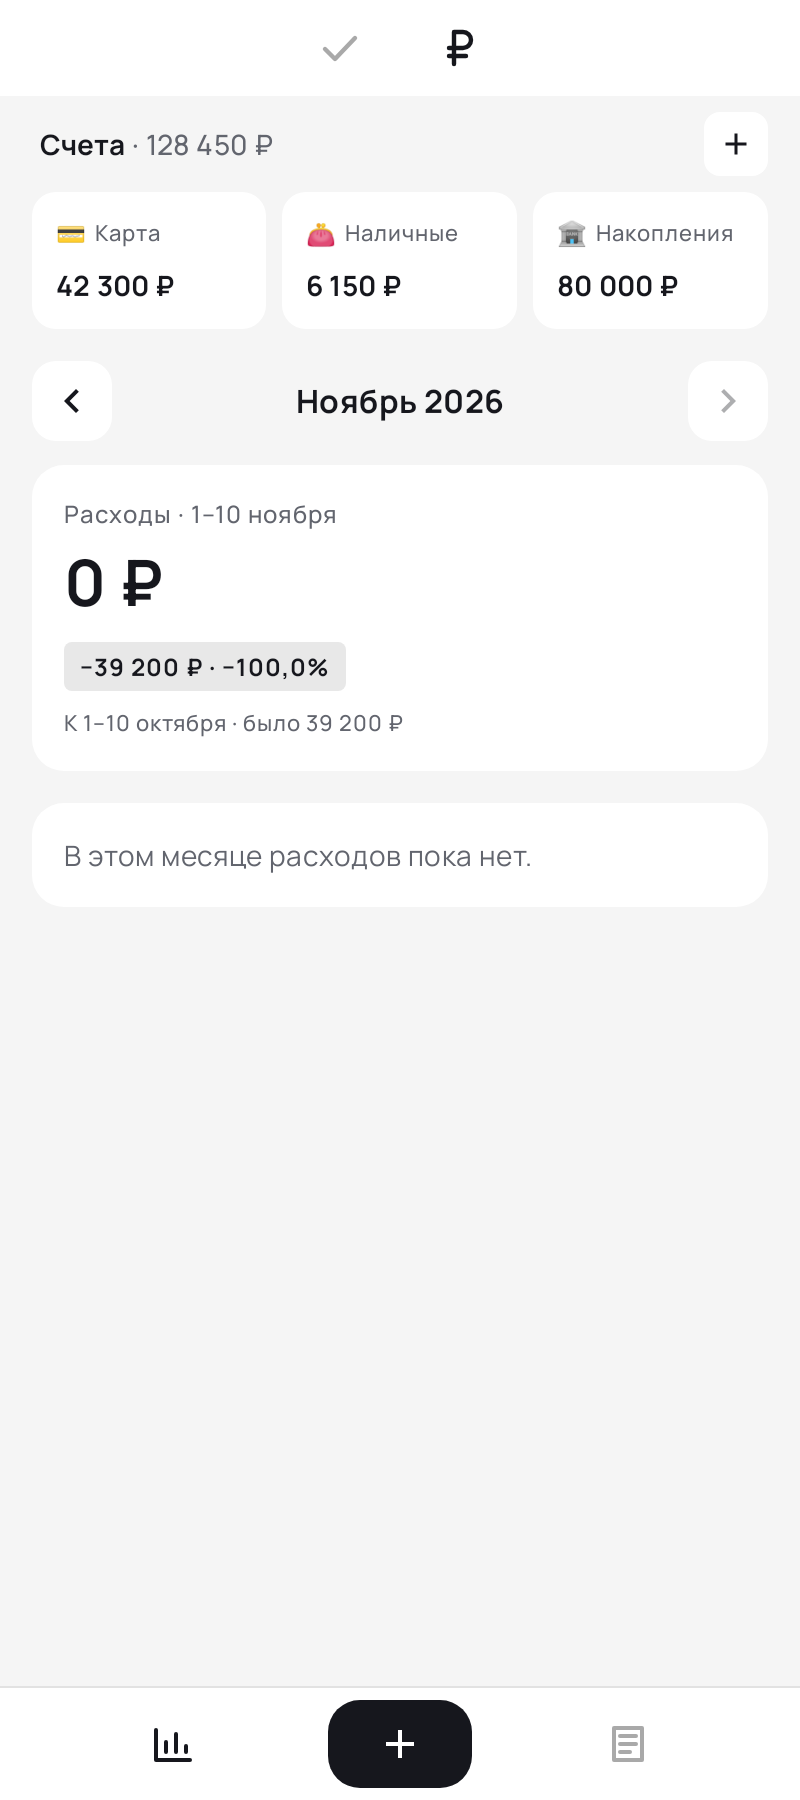 ₽
Счета · 128 450 ₽
Карта
42 300 ₽
Наличные
6 150 ₽
Накопления
80 000 ₽
Ноябрь 2026
Расходы · 1–10 ноября
0 ₽
−39 200 ₽ · −100,0%
К 1–10 октября · было 39 200 ₽
В этом месяце расходов пока нет.